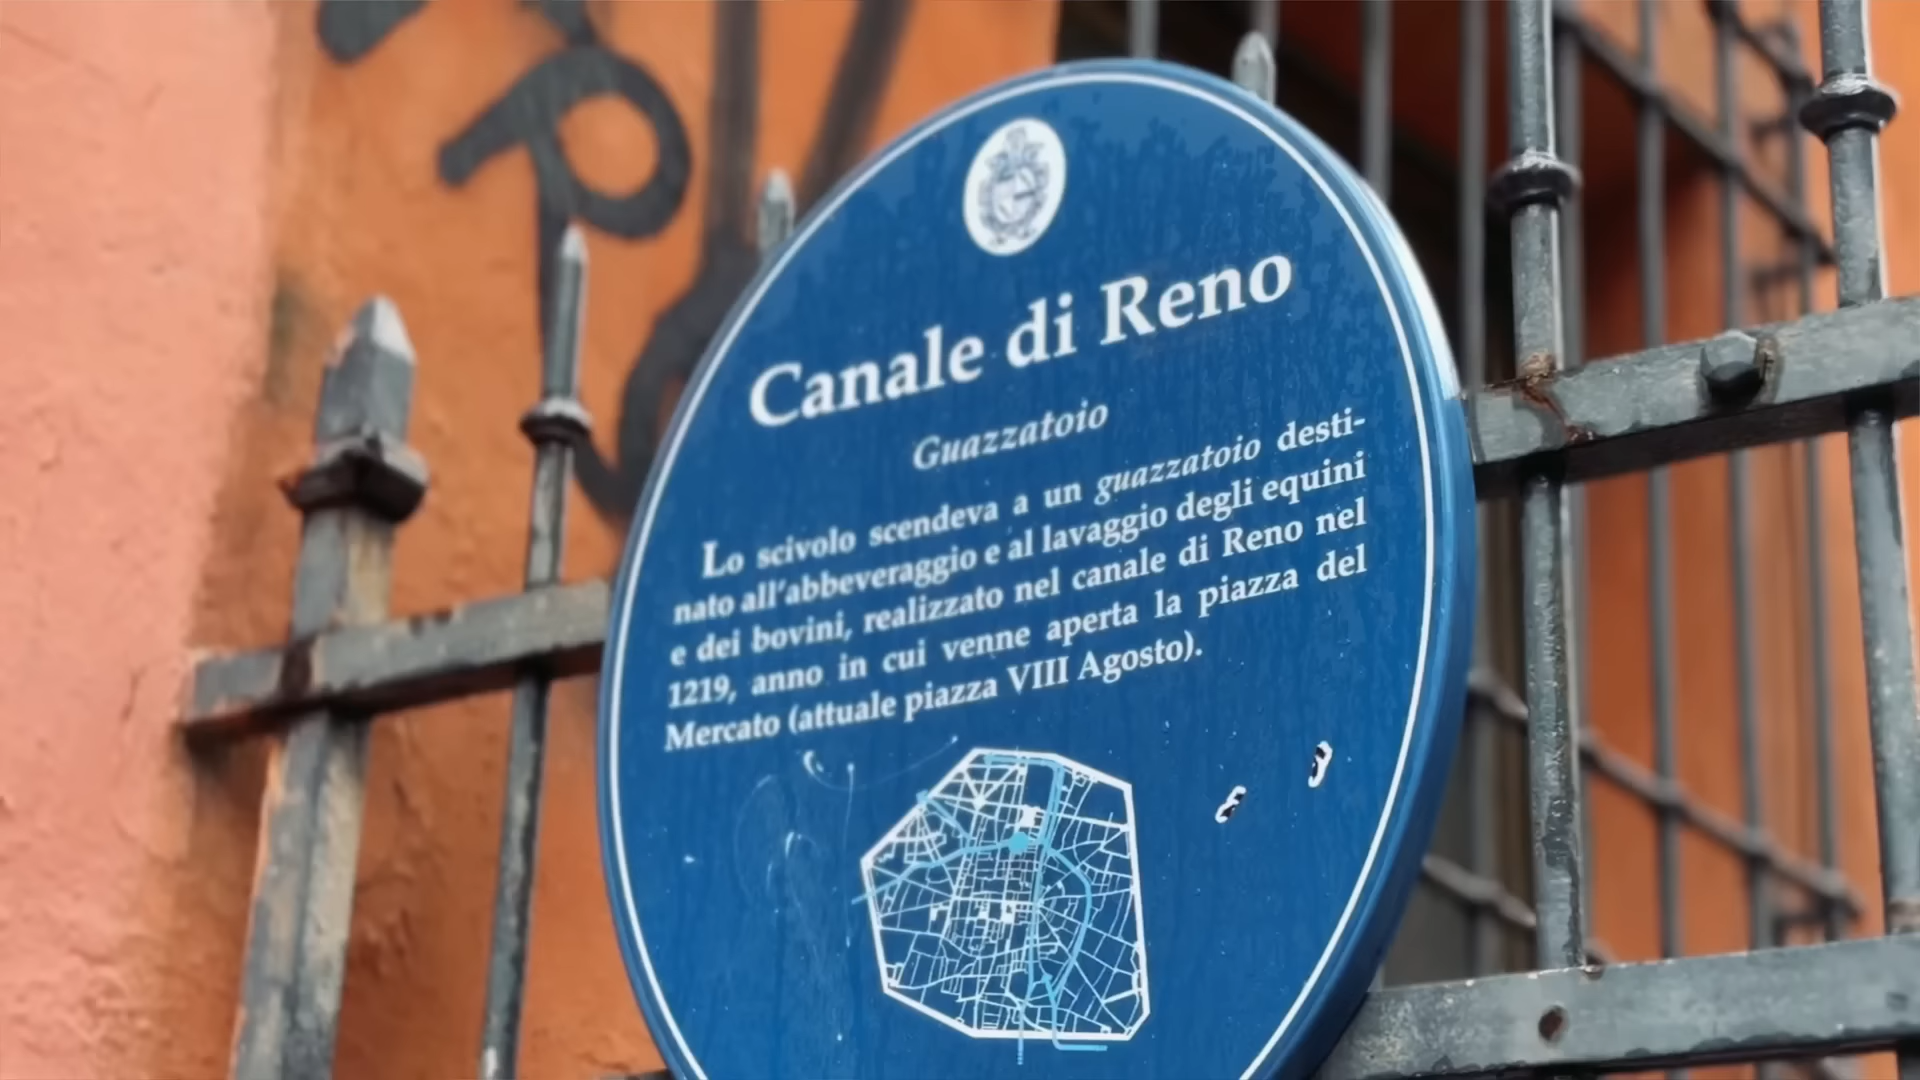 Canale di Reno
Guazzatoio
Lo scivolo scendeva a un guazzatoio desti-
nato all'abbeveraggio e al lavaggio degli equini
e dei bovini, realizzato nel canale di Reno nel
1219, anno in cui venne aperta la piazza del
Mercato (attuale piazza VIII Agosto).